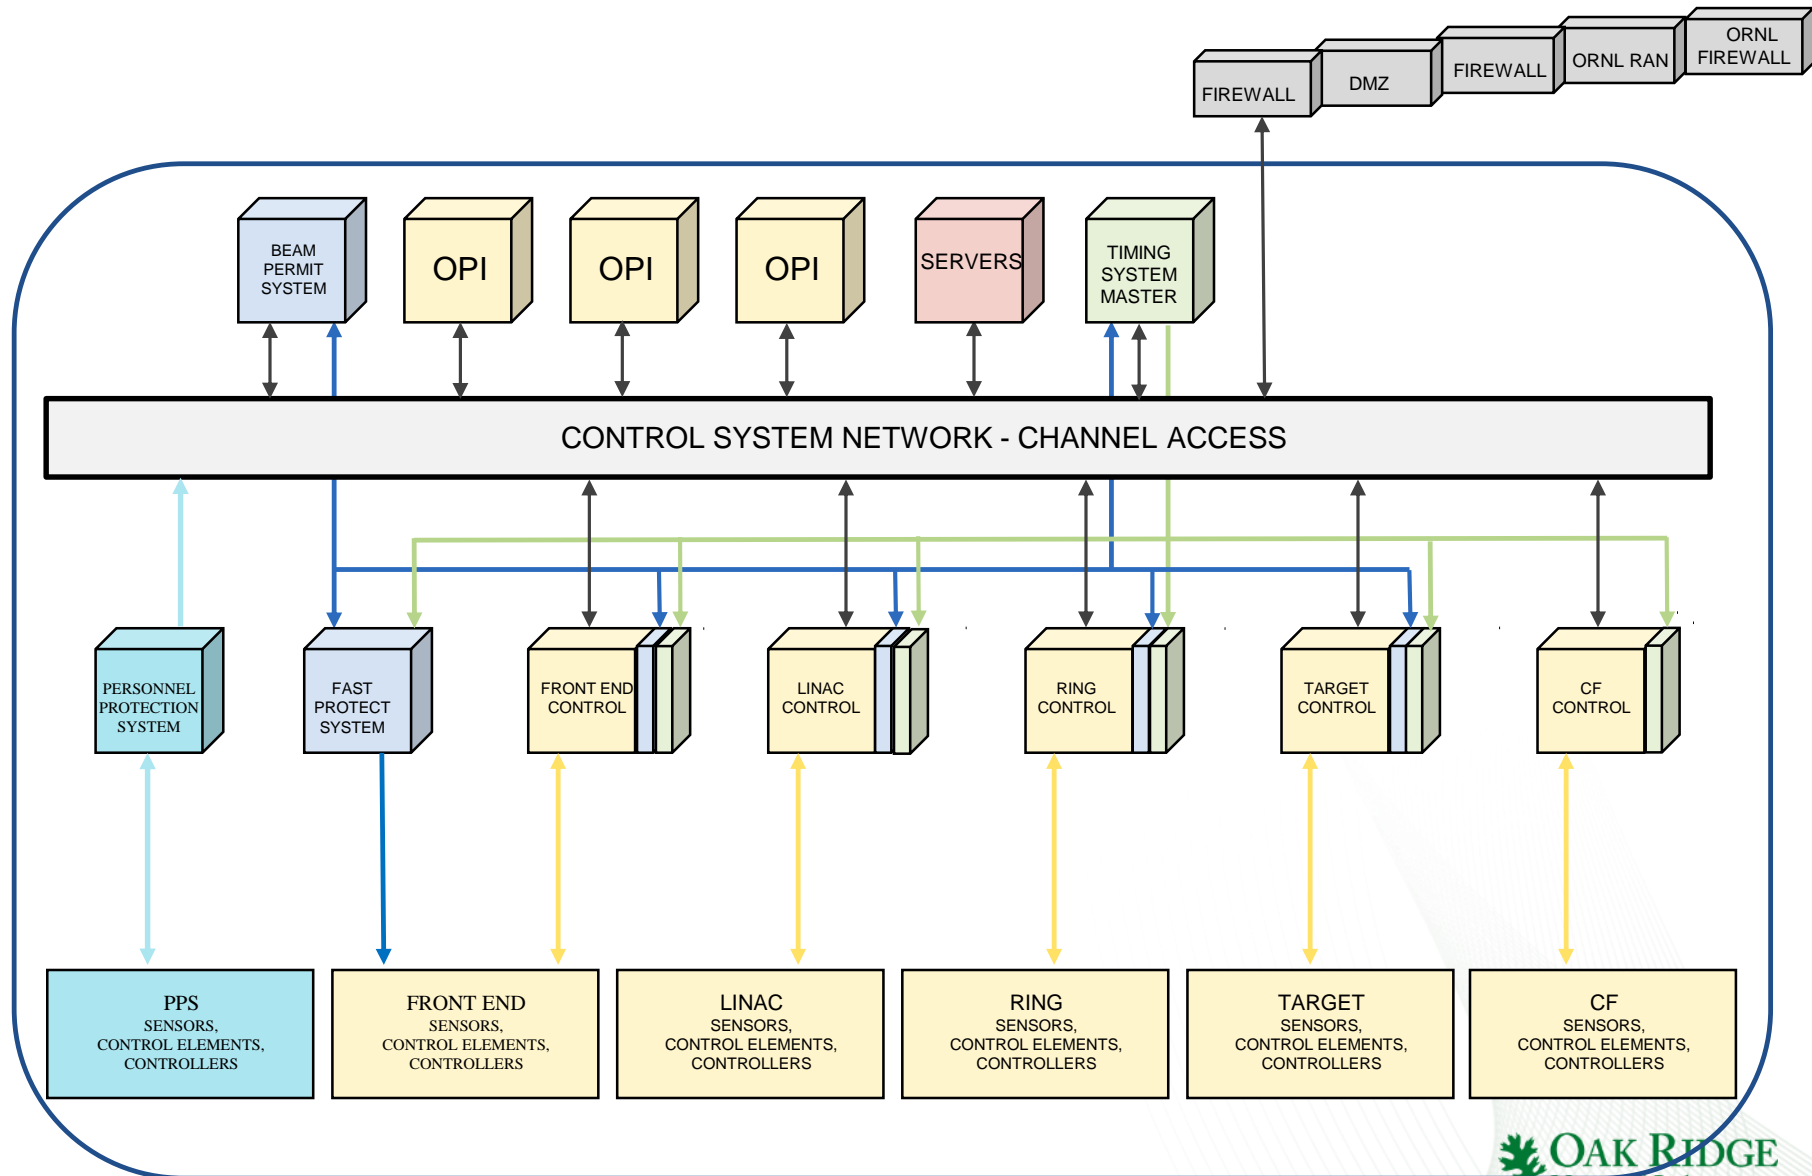 ORNL
FIREWALL
ORNL RAN
FIREWALL
DMZ
FIREWALL
BEAM
PERMIT
SYSTEM
OPI
OPI
OPI
SERVERS
TIMING
SYSTEM
MASTER
CONTROL SYSTEM NETWORK - CHANNEL ACCESS
PERSONNEL
PROTECTION
SYSTEM
FAST
PROTECT
SYSTEM
FRONT END
CONTROL
LINAC
CONTROL
RING
CONTROL
TARGET
CONTROL
CF
CONTROL
PPS
SENSORS,
CONTROL ELEMENTS,
CONTROLLERS
FRONT END
SENSORS,
CONTROL ELEMENTS,
CONTROLLERS
LINAC
SENSORS,
CONTROL ELEMENTS,
CONTROLLERS
RING
SENSORS,
CONTROL ELEMENTS,
CONTROLLERS
TARGET
SENSORS,
CONTROL ELEMENTS,
CONTROLLERS
CF
SENSORS,
CONTROL ELEMENTS,
CONTROLLERS
OAK RIDGE